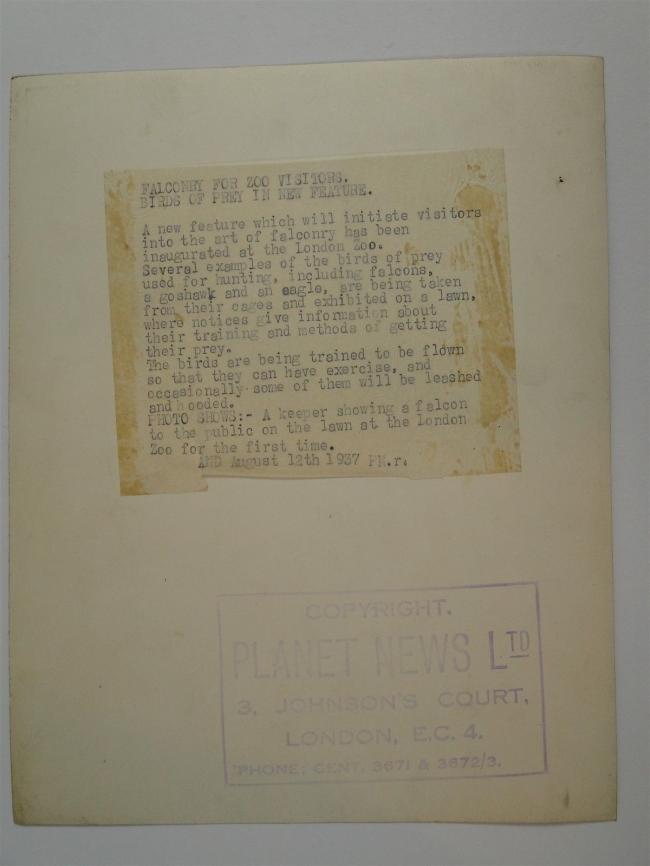 FALCONRY FOR ZOO VISITORS.
BIRDS OF PREY IN NEW FEATURE.
A new feature which will initiate visitors
into the art of falconry has been
inaugurated at the London Zoo.
Several examples of the birds of prey
used for hunting, including falcons,
a goshawk and an eagle, are being taken
from their cages and exhibited on a lawn,
where notices give information about
their training and methods of getting
their prey.
The birds are being trained to be flown
so that they can have exercise, and
occasionally some of them will be leashed
and hooded.
PHOTO SHOWS:- A keeper showing a falcon
to the public on the lawn at the London
Zoo for the first time.
AHD August 12th 1937 PN.r.
COPYRIGHT.
PLANET NEWS LTD
3, JOHNSON'S COURT,
LONDON, E.C. 4.
'PHONE: CENT. 3671 & 3672/3.